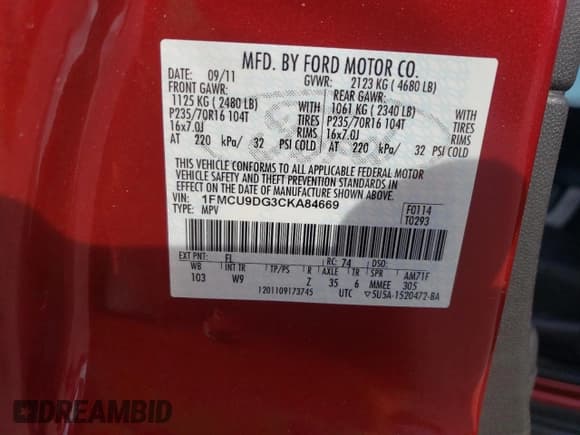 MFD. BY FORD MOTOR CO.
DATE: 09/11 GVWR: 2123 KG ( 4680 LB)
FRONT GAWR: REAR GAWR:
1125 KG ( 2480 LB) WITH 1061 KG ( 2340 LB) WITH
P235/70R16 104T TIRES P235/70R16 104T TIRES
16x7.0J RIMS 16x7.0J RIMS
AT 220 kPa/ 32 PSI COLD AT 220 kPa/ 32 PSI COLD
THIS VEHICLE CONFORMS TO ALL APPLICABLE FEDERAL MOTOR
VEHICLE SAFETY AND THEFT PREVENTION STANDARDS IN
EFFECT ON THE DATE OF MANUFACTURE SHOWN ABOVE.
VIN: 1FMCU9DG3CKA84669 F0114
TYPE: MPV T0293
EXT PNT: FL RC: 74 DSO:
WB INT TR TP/PS R AXLE TR SPR AM71F
103 W9 Z 35 6 MMEE 305
1201109173745 UTC ▽5U5A-1520472-BA
DREAMBID